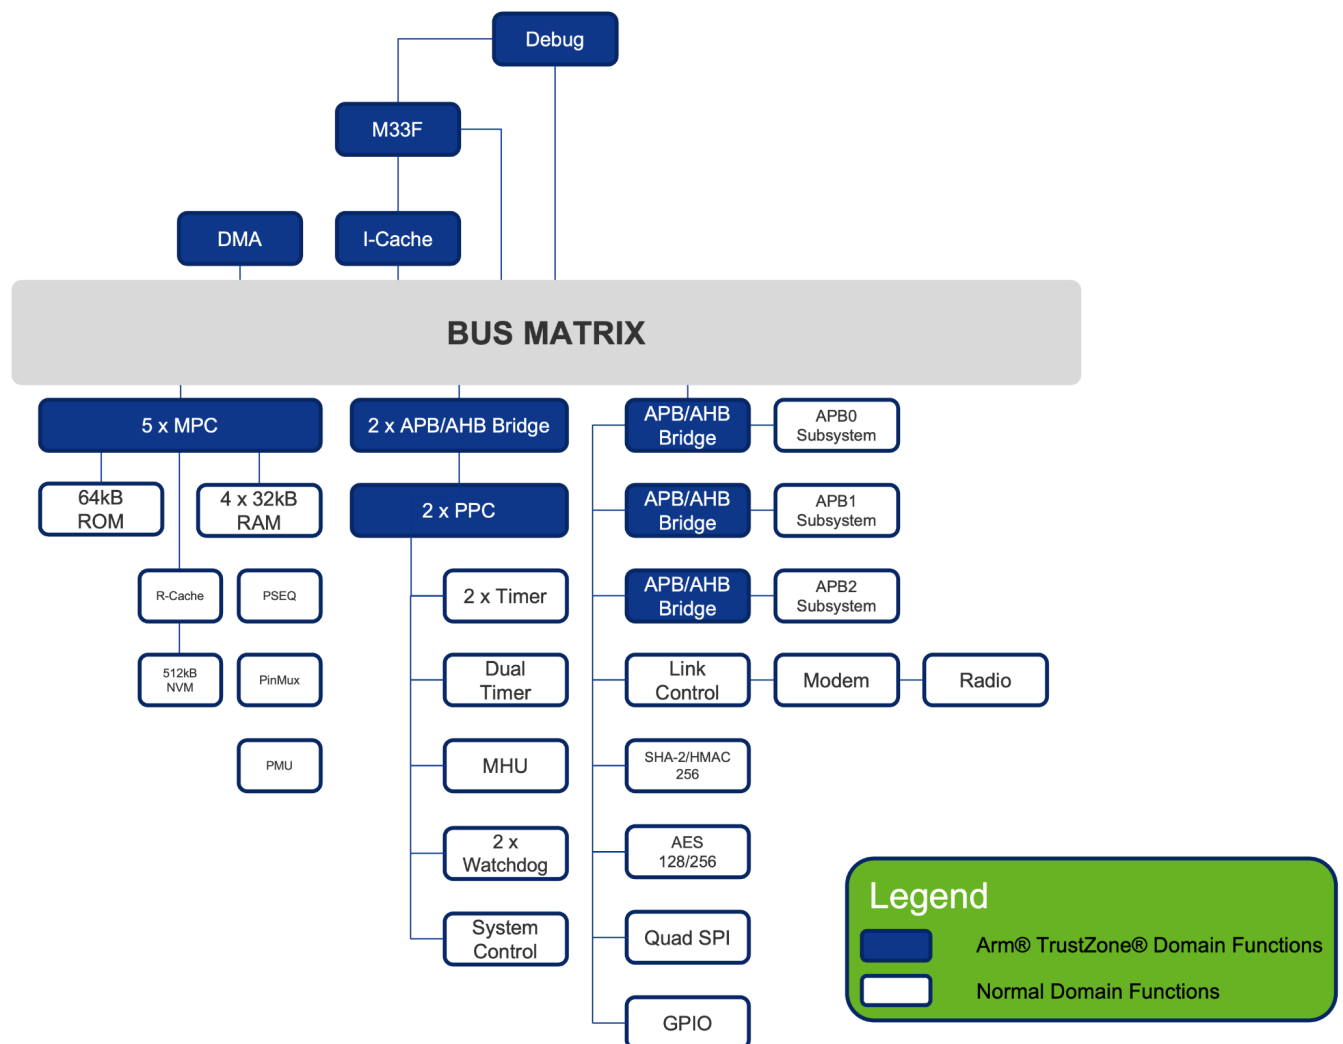 Debug
M33F
DMA
I-Cache
BUS MATRIX
5 x MPC
2 x APB/AHB Bridge
APB/AHB
Bridge
APB0
Subsystem
64kB
ROM
4 x 32kB
RAM
2 x PPC
APB/AHB
Bridge
APB1
Subsystem
R-Cache
PSEQ
2 x Timer
APB/AHB
Bridge
APB2
Subsystem
512kB
NVM
PinMux
Dual
Timer
Link
Control
Modem
Radio
PMU
MHU
SHA-2/HMAC
256
2 x
Watchdog
AES
128/256
System
Control
Quad SPI
GPIO
Legend
Arm® TrustZone® Domain Functions
Normal Domain Functions